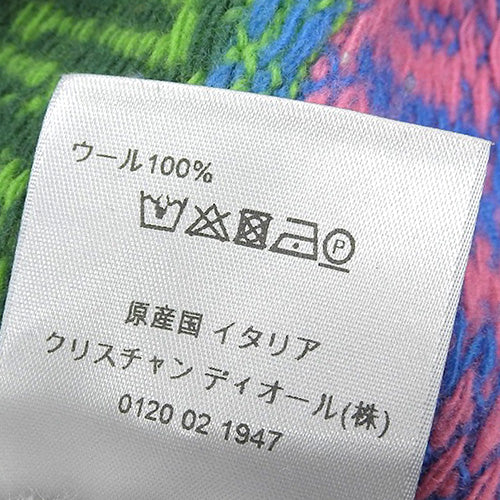 ウール100%
P
原産国 イタリア
クリスチャン ディオール(株)
0120 02 1947